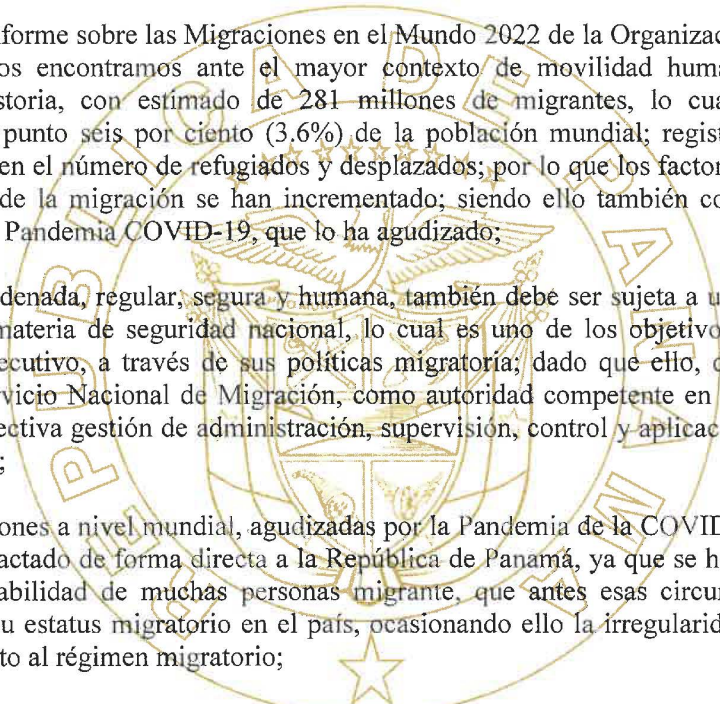 nforme sobre las Migraciones en el Mundo 2022 de la Organizac
os encontramos ante el mayor contexto de movilidad huma
storia, con estimado de 281 millones de migrantes, lo cua
punto seis por ciento (3.6%) de la población mundial; regist
en el número de refugiados y desplazados; por lo que los factor
de la migración se han incrementado; siendo ello también co
Pandemia COVID-19, que lo ha agudizado;
denada, regular, segura y humana, también debe ser sujeta a u
materia de seguridad nacional, lo cual es uno de los objetivo
ecutivo, a través de sus políticas migratoria; dado que ello, c
rvicio Nacional de Migración, como autoridad competente en
ectiva gestión de administración, supervisión, control y aplicac
;
ones a nivel mundial, agudizadas por la Pandemia de la COVID
actado de forma directa a la República de Panamá, ya que se h
abilidad de muchas personas migrante, que antes esas circun
u estatus migratorio en el país, ocasionando ello la irregularid
to al régimen migratorio;
REPUBLICA DE PANAMA